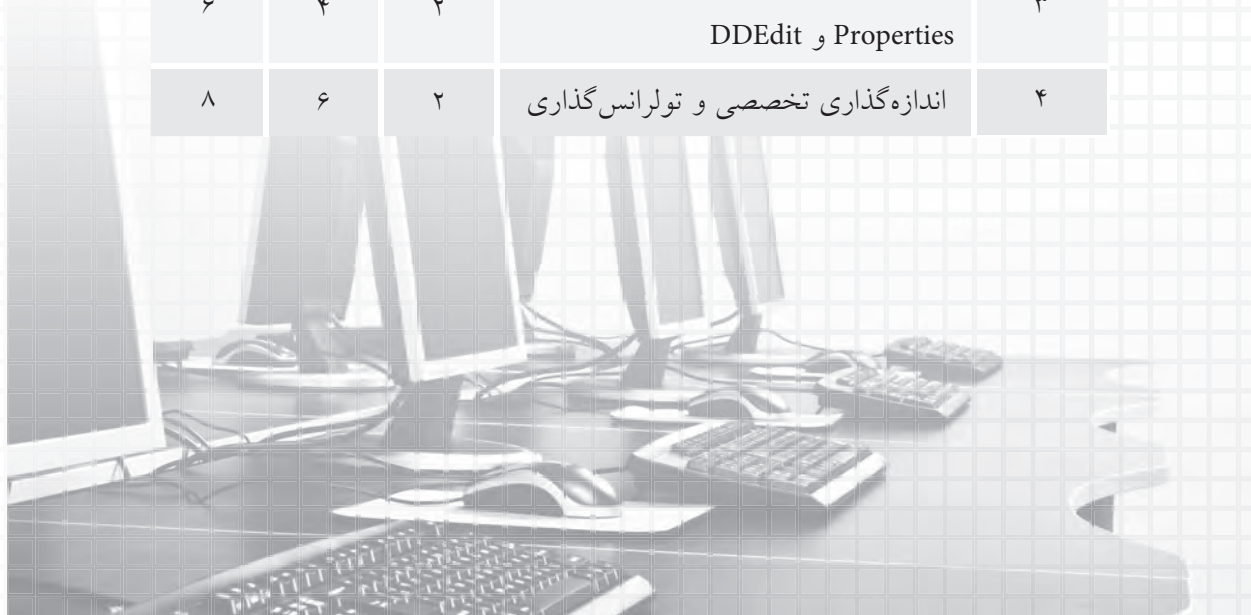 ۳ ۲ ۴ ۶
Properties و DDEdit
۴ اندازه‌گذاری تخصصی و تولرانس‌گذاری ۲ ۶ ۸